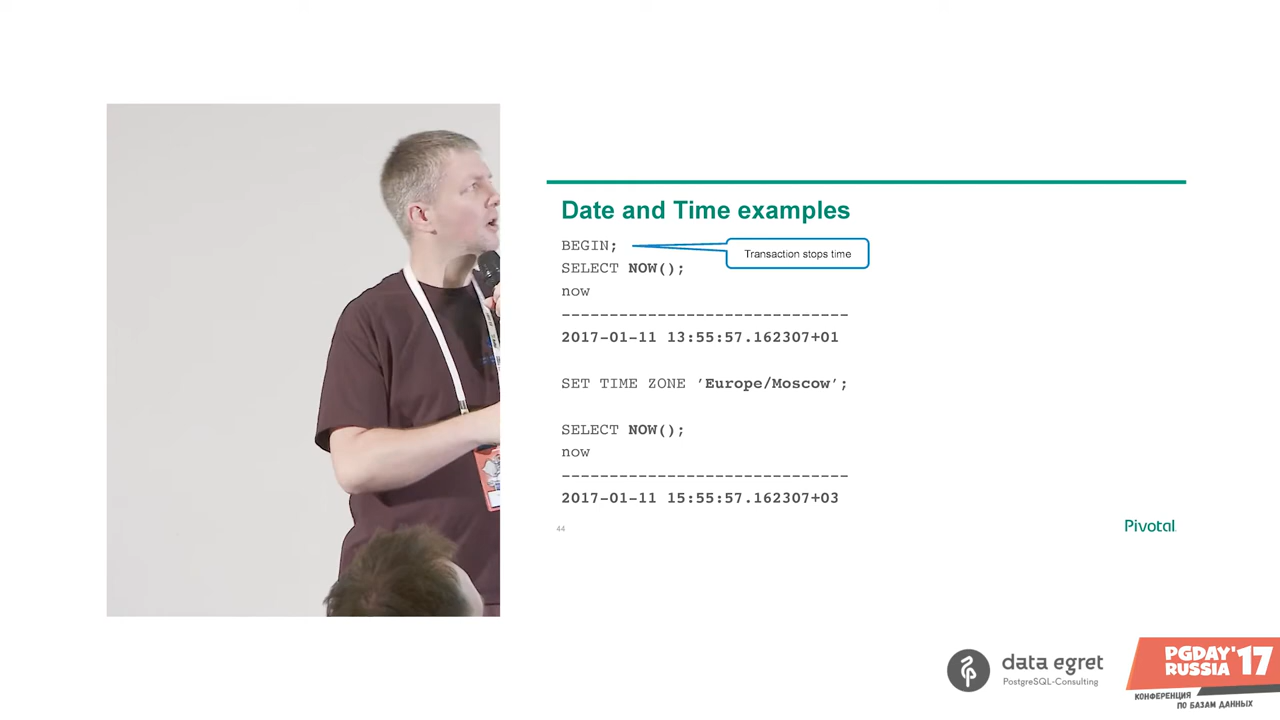 Date and Time examples
BEGIN;
Transaction stops time
SELECT NOW();
now
------------------------------
2017-01-11 13:55:57.162307+01
SET TIME ZONE ’Europe/Moscow’;
SELECT NOW();
now
------------------------------
2017-01-11 15:55:57.162307+03
44
Pivotal
data egret
PostgreSQL-Consulting
PGDAY'17
RUSSIA
КОНФЕРЕНЦИЯ
ПО БАЗАМ ДАННЫХ